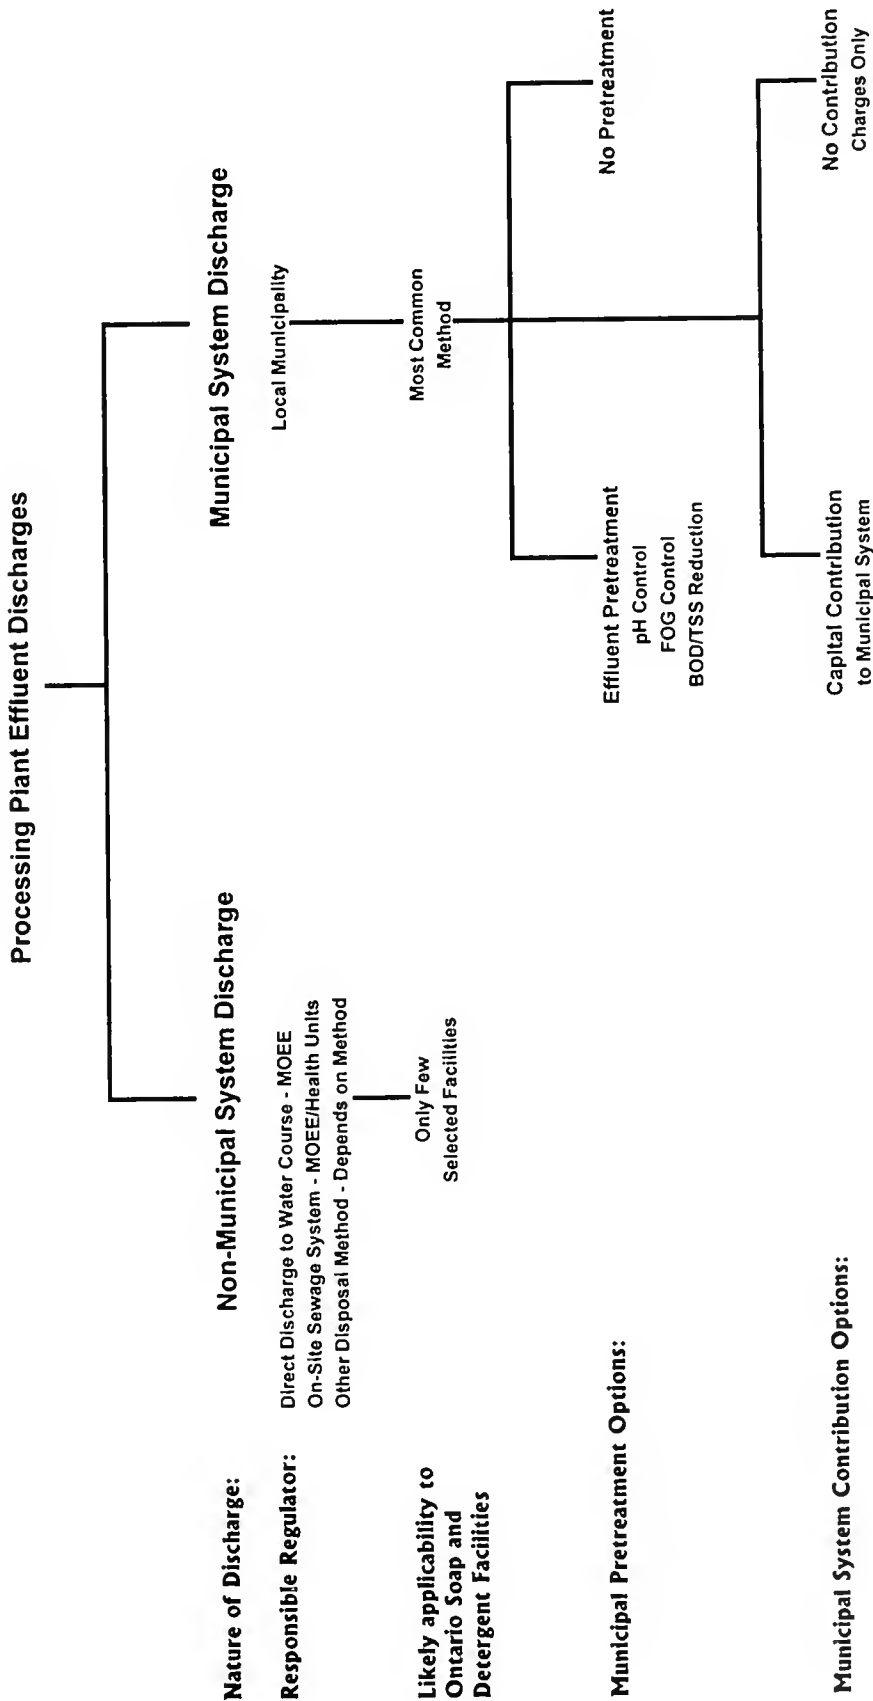 Processing Plant Effluent Discharges
Nature of Discharge:
Non-Municipal System Discharge
Municipal System Discharge
Responsible Regulator:
Direct Discharge to Water Course - MOEE
On-Site Sewage System - MOEE/Health Units
Other Disposal Method - Depends on Method
Local Municipality
Likely applicability to
Ontario Soap and
Detergent Facilities
Only Few
Selected Facilities
Most Common
Method
Municipal Pretreatment Options:
Effluent Pretreatment
pH Control
FOG Control
BOD/TSS Reduction
No Pretreatment
Municipal System Contribution Options:
Capital Contribution
to Municipal System
No Contribution
Charges Only